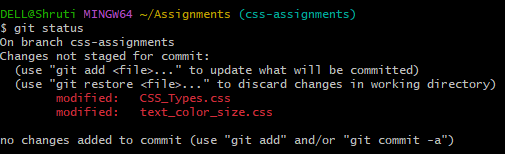 DELL@Shruti MINGW64 ~/Assignments (css-assignments)
$ git status
On branch css-assignments
Changes not staged for commit:
  (use "git add <file>..." to update what will be committed)
  (use "git restore <file>..." to discard changes in working directory)
        modified:   CSS_Types.css
        modified:   text_color_size.css

no changes added to commit (use "git add" and/or "git commit -a")